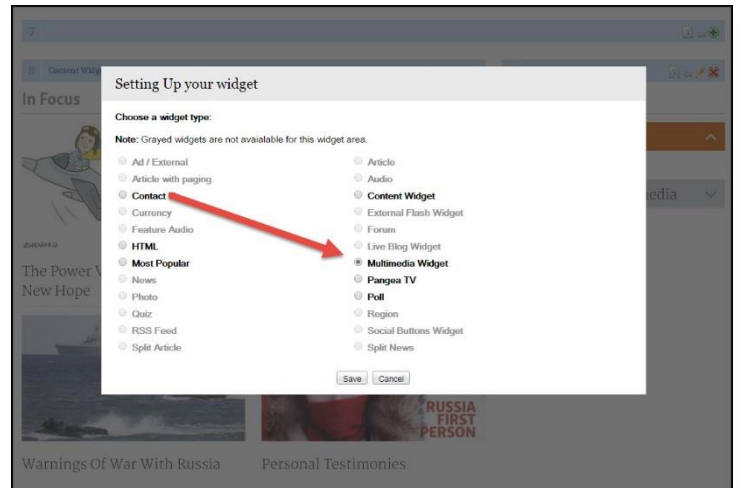 7
8 Content Widg
In Focus
Setting Up your widget
Choose a widget type:
Note: Grayed widgets are not avaialable for this widget area.
Ad / External
Article
Article with paging
Audio
Contact
Content Widget
Currency
External Flash Widget
Feature Audio
Forum
HTML
Live Blog Widget
Most Popular
Multimedia Widget
News
Pangea TV
Photo
Poll
Quiz
Region
RSS Feed
Social Buttons Widget
Split Article
Split News
Save Cancel
edia
The Power V
New Hope
RUSSIA
FIRST
PERSON
Warnings Of War With Russia
Personal Testimonies